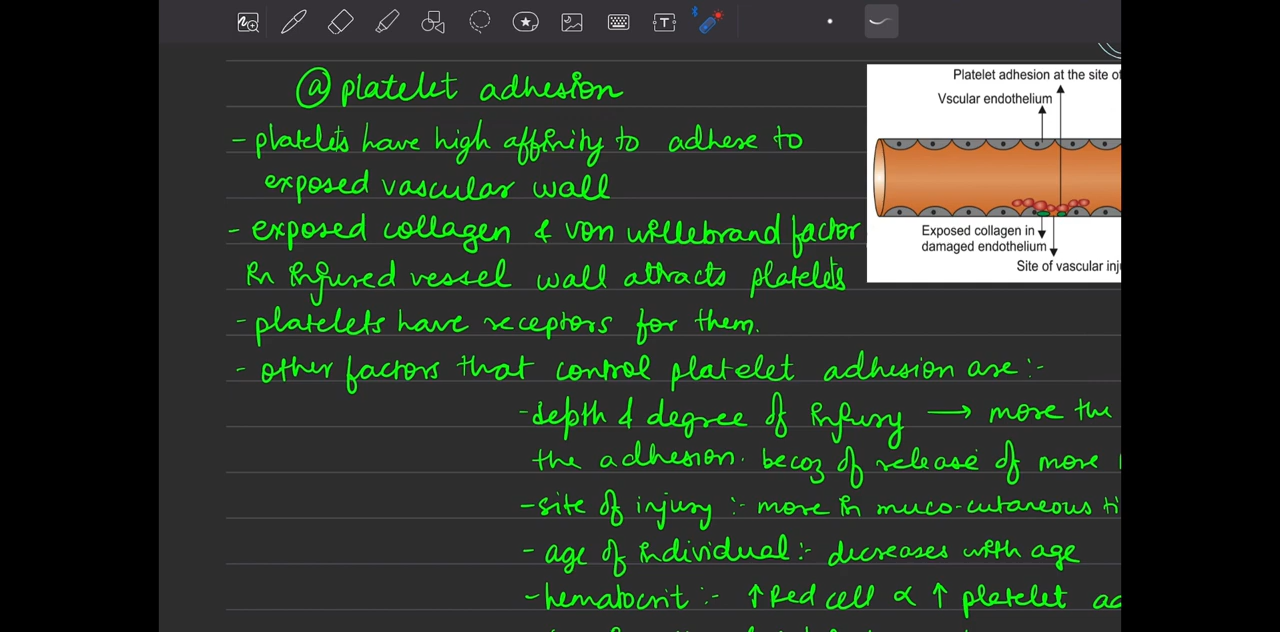 @ platelet adhesion
- platelets have high affinity to adhere to
exposed vascular wall
- exposed collagen & von willebrand factor
in injured vessel wall attracts platelets
- platelets have receptors for them.
- other factors that control platelet adhesion are :-
- depth & degree of injury → more the
the adhesion. becoz of release of more
- site of injury :- more in muco-cutaneous ti
- age of individual :- decreases with age
- hematocrit :- ↑ Red cell ∝ ↑ platelet ad
Platelet adhesion at the site of
Vscular endothelium
Exposed collagen in
damaged endothelium
Site of vascular inj
T